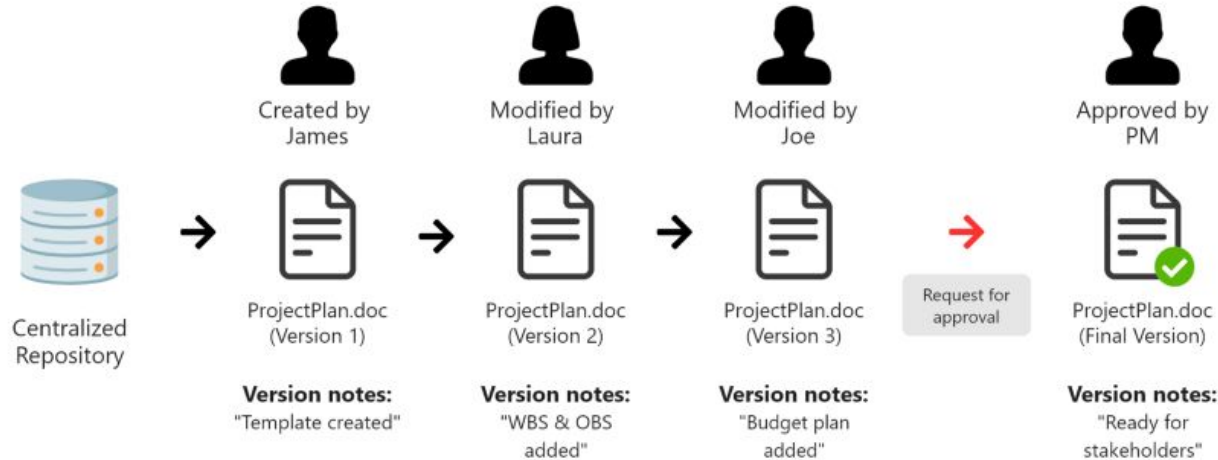 Created by
James
Modified by
Laura
Modified by
Joe
Approved by
PM
Centralized
Repository
ProjectPlan.doc
(Version 1)
ProjectPlan.doc
(Version 2)
ProjectPlan.doc
(Version 3)
Request for
approval
ProjectPlan.doc
(Final Version)
Version notes:
"Template created"
Version notes:
"WBS & OBS
added"
Version notes:
"Budget plan
added"
Version notes:
"Ready for
stakeholders"